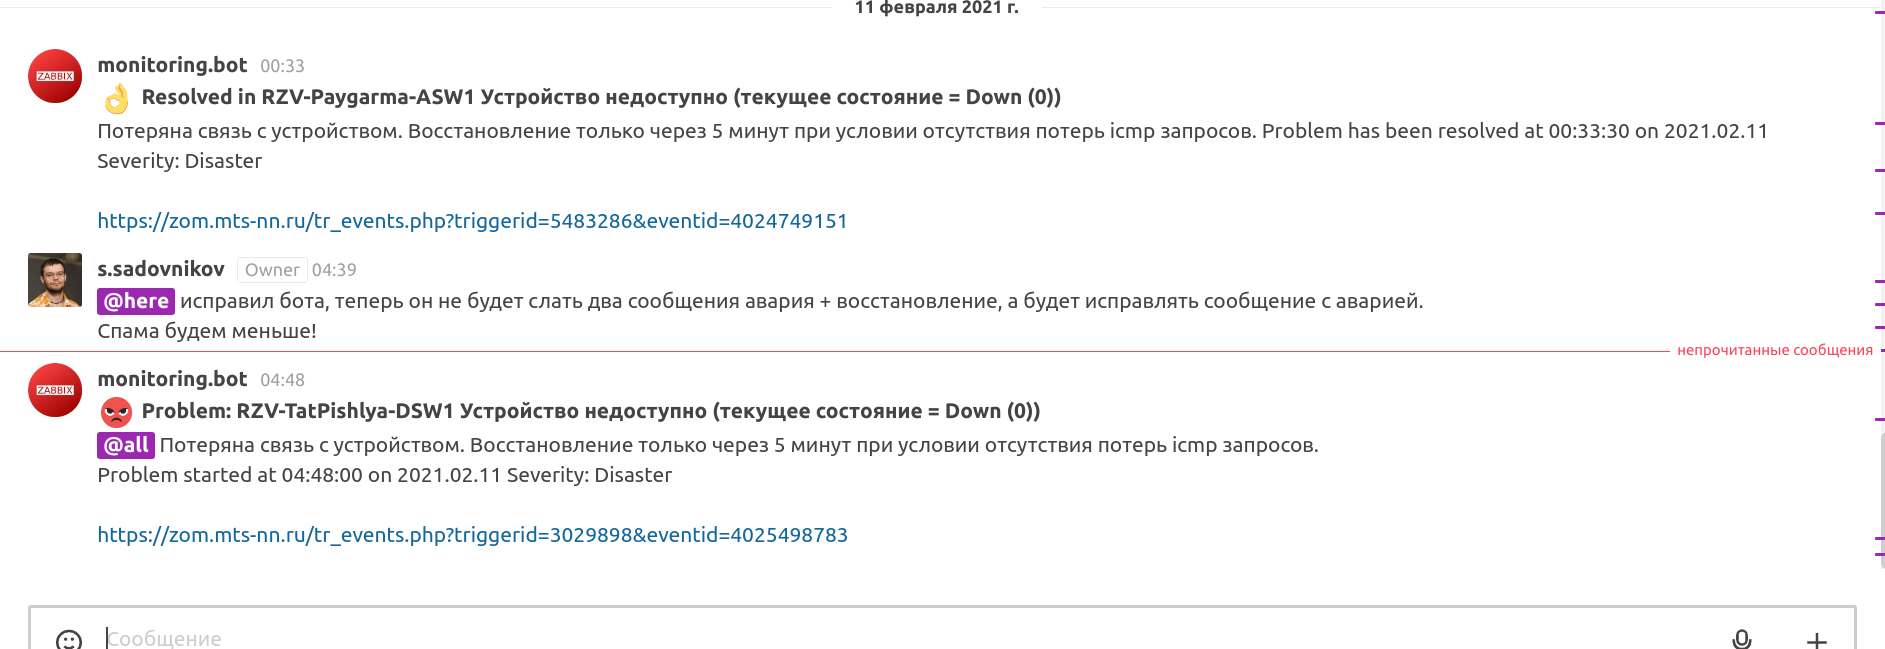 11 февраля 2021 г.
ZABBIX
monitoring.bot 00:33
Resolved in RZV-Paygarma-ASW1 Устройство недоступно (текущее состояние = Down (0))
Потеряна связь с устройством. Восстановление только через 5 минут при условии отсутствия потерь icmp запросов. Problem has been resolved at 00:33:30 on 2021.02.11
Severity: Disaster
https://zom.mts-nn.ru/tr_events.php?triggerid=5483286&eventid=4024749151
s.sadovnikov Owner 04:39
@here исправил бота, теперь он не будет слать два сообщения авария + восстановление, а будет исправлять сообщение с аварией.
Спама будем меньше!
непрочитанные сообщения
ZABBIX
monitoring.bot 04:48
Problem: RZV-TatPishlya-DSW1 Устройство недоступно (текущее состояние = Down (0))
@all Потеряна связь с устройством. Восстановление только через 5 минут при условии отсутствия потерь icmp запросов.
Problem started at 04:48:00 on 2021.02.11 Severity: Disaster
https://zom.mts-nn.ru/tr_events.php?triggerid=3029898&eventid=4025498783
Сообщение